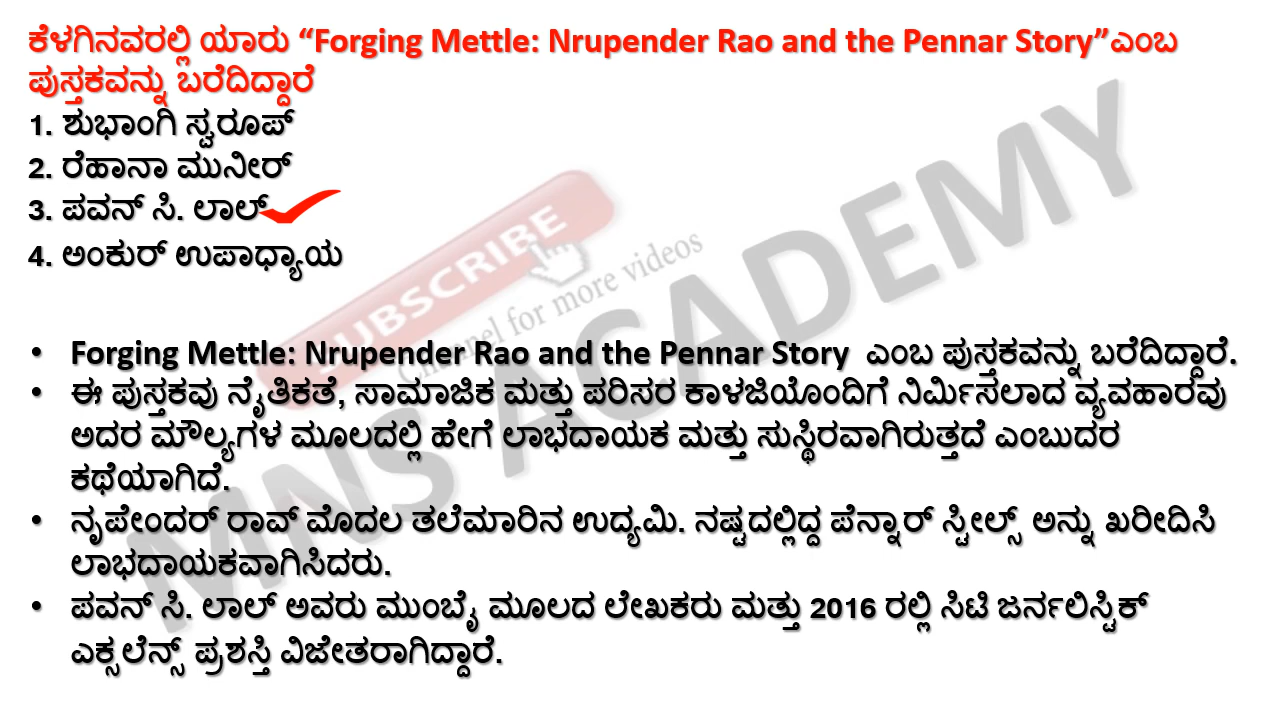 ಕೆಳಗಿನವರಲ್ಲಿ ಯಾರು “Forging Mettle: Nrupender Rao and the Pennar Story”ಎಂಬ
ಪುಸ್ತಕವನ್ನು ಬರೆದಿದ್ದಾರೆ
1. ಶುಭಾಂಗಿ ಸ್ವರೂಪ್
2. ರೆಹಾನಾ ಮುನೀರ್
3. ಪವನ್ ಸಿ. ಲಾಲ್
4. ಅಂಕುರ್ ಉಪಾಧ್ಯಾಯ
SUBSCRIBE
Channel for more videos
MNS ACADEMY
• Forging Mettle: Nrupender Rao and the Pennar Story ಎಂಬ ಪುಸ್ತಕವನ್ನು ಬರೆದಿದ್ದಾರೆ.
• ಈ ಪುಸ್ತಕವು ನೈತಿಕತೆ, ಸಾಮಾಜಿಕ ಮತ್ತು ಪರಿಸರ ಕಾಳಜಿಯೊಂದಿಗೆ ನಿರ್ಮಿಸಲಾದ ವ್ಯವಹಾರವು
ಅದರ ಮೌಲ್ಯಗಳ ಮೂಲದಲ್ಲಿ ಹೇಗೆ ಲಾಭದಾಯಕ ಮತ್ತು ಸುಸ್ಥಿರವಾಗಿರುತ್ತದೆ ಎಂಬುದರ
ಕಥೆಯಾಗಿದೆ.
• ನೃಪೇಂದರ್ ರಾವ್ ಮೊದಲ ತಲೆಮಾರಿನ ಉದ್ಯಮಿ. ನಷ್ಟದಲ್ಲಿದ್ದ ಪೆನ್ನಾರ್ ಸ್ಟೀಲ್ಸ್ ಅನ್ನು ಖರೀದಿಸಿ
ಲಾಭದಾಯಕವಾಗಿಸಿದರು.
• ಪವನ್ ಸಿ. ಲಾಲ್ ಅವರು ಮುಂಬೈ ಮೂಲದ ಲೇಖಕರು ಮತ್ತು 2016 ರಲ್ಲಿ ಸಿಟಿ ಜರ್ನಲಿಸ್ಟಿಕ್
ಎಕ್ಸಲೆನ್ಸ್ ಪ್ರಶಸ್ತಿ ವಿಜೇತರಾಗಿದ್ದಾರೆ.